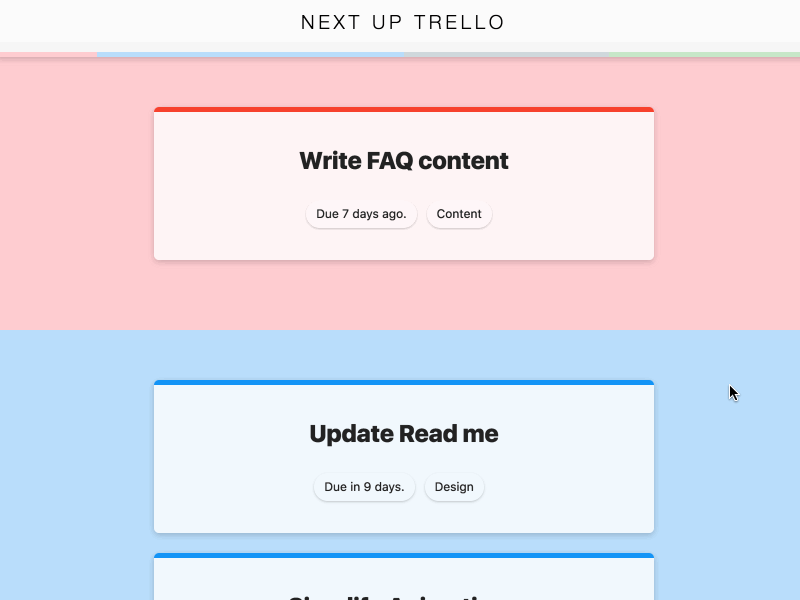 NEXT UP TRELLO
Write FAQ content
Due 7 days ago. Content
Update Read me
Due in 9 days. Design